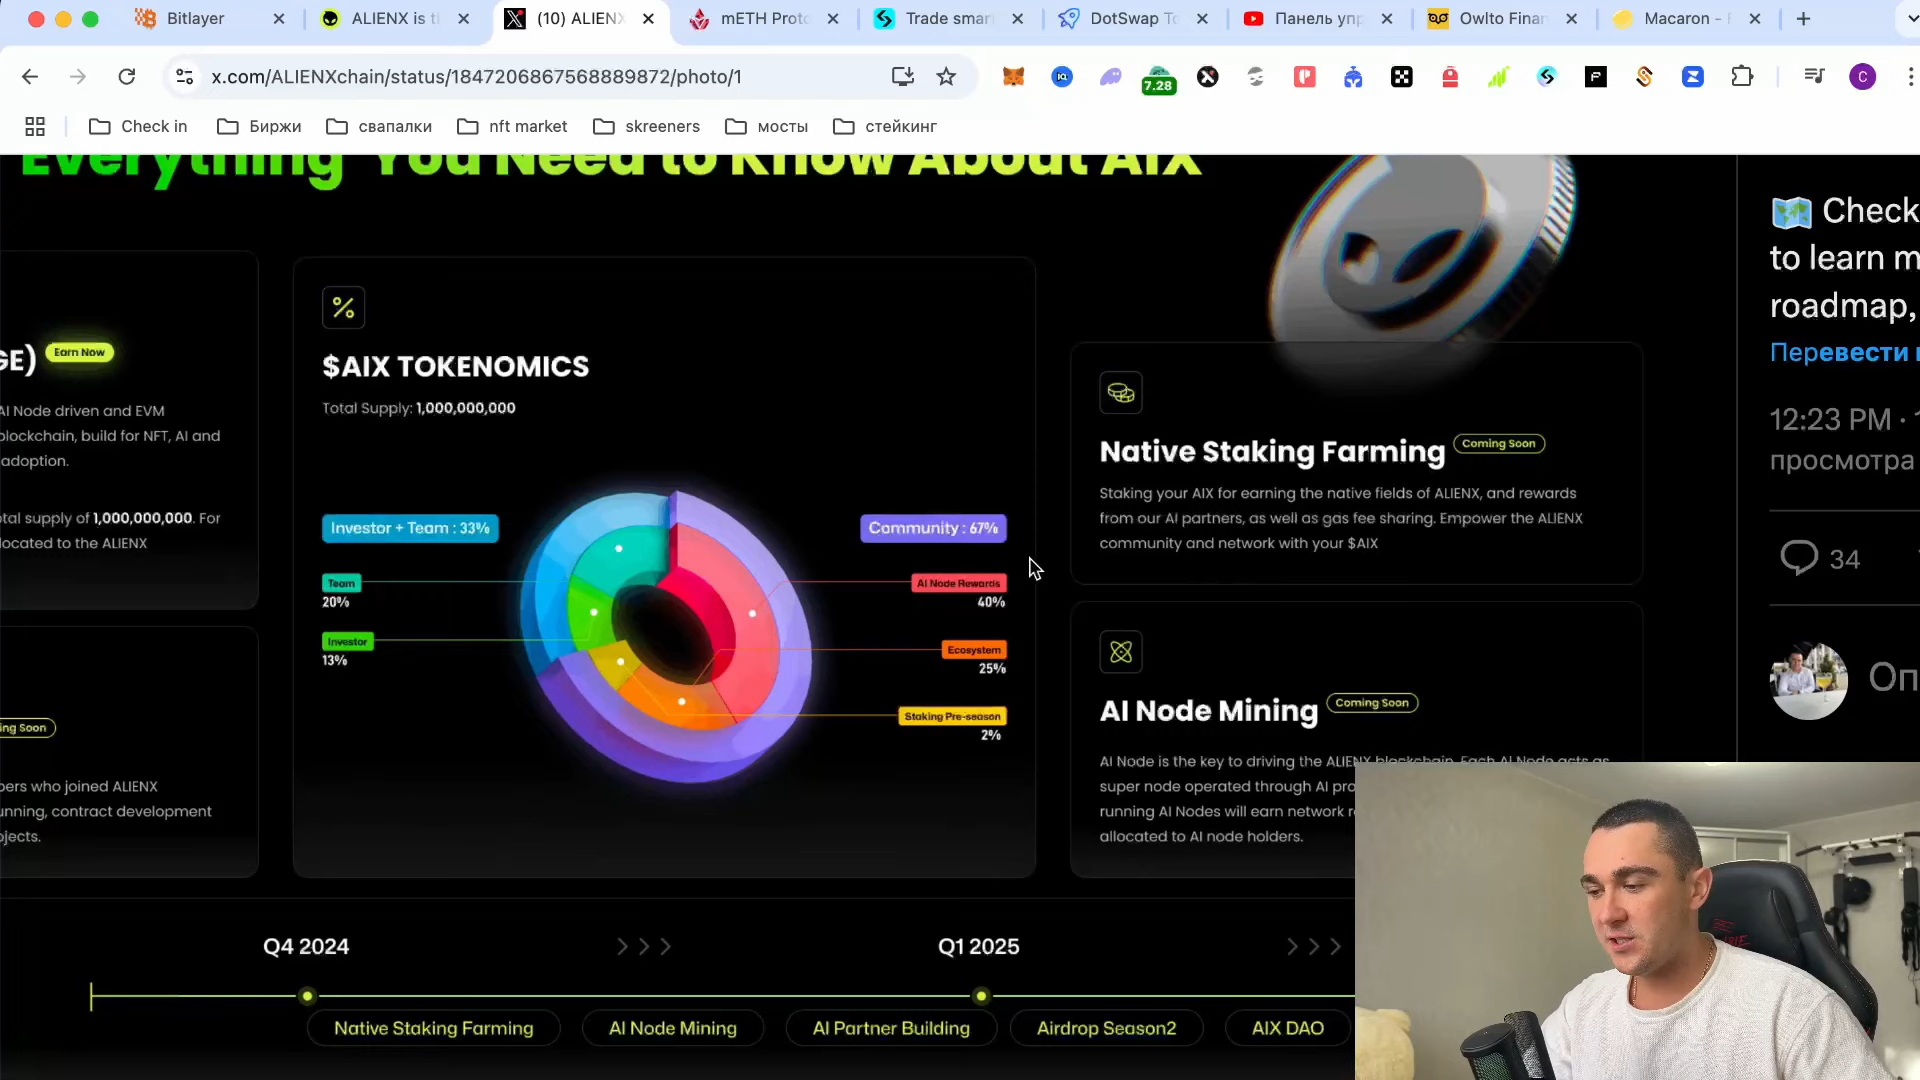 Bitlayer
ALIENX is t
(10) ALIENX
mETH Proto
Trade smar
DotSwap To
Панель упр
Owlto Finan
Macaron -
x.com/ALIENXchain/status/1847206867568889872/photo/1
7.28
C
Check in
Биржи
свапалки
nft market
skreeners
мосты
стейкинг
Everything You Need to Know About AIX
GE) Earn Now
AI Node driven and EVM
blockchain, build for NFT, AI and
adoption.
otal supply of 1,000,000,000. For
located to the ALIENX
ing Soon
pers who joined ALIENX
unning, contract development
ojects.
$AIX TOKENOMICS
Total Supply: 1,000,000,000
Investor + Team : 33%
Community : 67%
Team
20%
Investor
13%
AI Node Rewards
40%
Ecosystem
25%
Staking Pre-season
2%
Native Staking Farming Coming Soon
Staking your AIX for earning the native fields of ALIENX, and rewards
from our AI partners, as well as gas fee sharing. Empower the ALIENX
community and network with your $AIX
AI Node Mining Coming Soon
AI Node is the key to driving the ALIENX blockchain. Each AI Node acts as
super node operated through AI pro
running AI Nodes will earn network r
allocated to AI node holders.
Check
to learn m
roadmap,
Перевести
12:23 PM ·
просмотра
34
Оп
Q4 2024
Q1 2025
Native Staking Farming
AI Node Mining
AI Partner Building
Airdrop Season2
AIX DAO